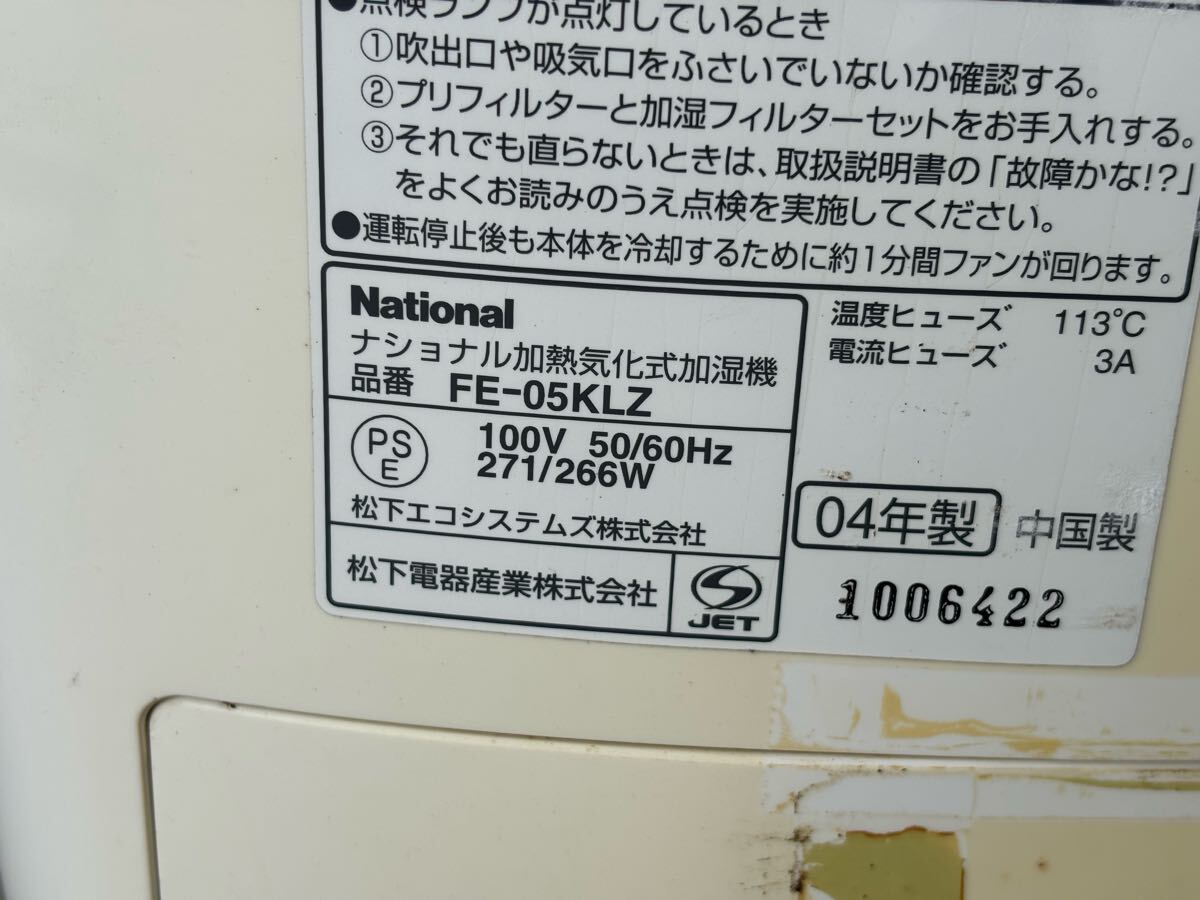 ●点検ランプが点灯しているとき
①吹出口や吸気口をふさいでいないか確認する。
②プリフィルターと加湿フィルターセットをお手入れする。
③それでも直らないときは、取扱説明書の「故障かな!?」
をよくお読みのうえ点検を実施してください。
●運転停止後も本体を冷却するために約1分間ファンが回ります。
National
ナショナル加熱気化式加湿機
品番 FE-05KLZ
PS
E
100V 50/60Hz
271/266W
松下エコシステムズ株式会社
松下電器産業株式会社
JET
温度ヒューズ 113℃
電流ヒューズ 3A
04年製 中国製
1006422